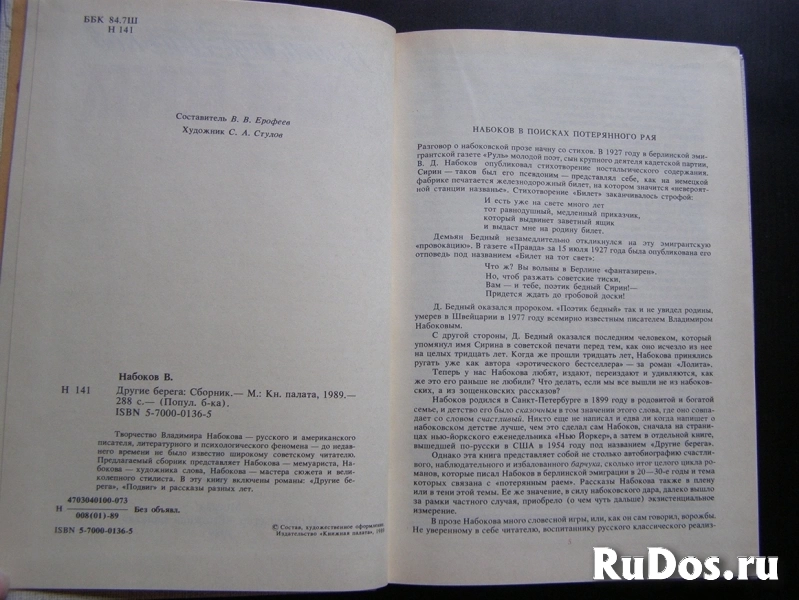 ББК 84.7Ш
Н 141
Составитель В. В. Ерофеев
Художник С. А. Стулов
Набоков В.
Н 141 Другие берега: Сборник.— М.: Кн. палата, 1989.—
288 с.— (Попул. б-ка).
ISBN 5-7000-0136-5
Творчество Владимира Набокова — русского и американского
писателя, литературного и психологического феномена — до недавнего времени не было известно широкому советскому читателю.
Предлагаемый сборник представляет Набокова — мемуариста, Набокова — художника слова, Набокова — мастера сюжета и великолепного стилиста. В эту книгу включены романы: «Другие берега», «Подвиг» и рассказы разных лет.
Н 4703040100-073
008(01)-89 Без объявл.
ISBN 5-7000-0136-5
© Состав, художественное оформление
Издательство «Книжная палата», 1989
НАБОКОВ В ПОИСКАХ ПОТЕРЯННОГО РАЯ
Разговор о набоковской прозе начну со стихов. В 1927 году в берлинской эми-
грантской газете «Руль» молодой поэт, сын крупного деятеля кадетской партии,
В. Д. Набоков опубликовал стихотворение ностальгического содержания.
Сирин — таков был его псевдоним — представлял себе, как на немецкой
фабрике печатается железнодорожный билет, на котором значится «невероят-
ной станции названье». Стихотворение «Билет» заканчивалось строфой:
И есть уже на свете много лет
тот равнодушный, медленный приказчик,
который выдвинет заветный ящик
и выдаст мне на родину билет.
Демьян Бедный незамедлительно откликнулся на эту эмигрантскую
«провокацию». В газете «Правда» за 15 июля 1927 года была опубликована его
отповедь под названием «Билет на тот свет»:
Что ж? Вы вольны в Берлине «фантазирен».
Но, чтоб разжать советские тиски,
Вам — и тебе, поэтик бедный Сирин!—
Придется ждать до гробовой доски!
Д. Бедный оказался пророком. «Поэтик бедный» так и не увидел родины,
умерев в Швейцарии в 1977 году всемирно известным писателем Владимиром
Набоковым.
С другой стороны, Д. Бедный оказался последним человеком, который
упомянул имя Сирина в советской печати перед тем, как оно исчезло из нее
на целых тридцать лет. Когда же прошли тридцать лет, Набокова принялись
ругать уже как автора «эротического бестселлера» — за роман «Лолита».
Теперь у нас Набокова любят, издают, переиздают и удивляются, как
же это его раньше не любили? Что делать, если мы все вышли не из набоков-
ских, а из зощенковских рассказов?
Набоков родился в Санкт-Петербурге в 1899 году в родовитой и богатой
семье, и детство его было сказочным в том значении этого слова, где оно совпа-
дает со словом счастливый. Никто еще не написал и едва ли когда напишет о
набоковском детстве лучше, чем это сделал сам Набоков, сначала на страни-
цах нью-йоркского еженедельника «Нью Йоркер», а затем в отдельной книге,
вышедшей по-русски в США в 1954 году под названием «Другие берега».
Однако эта книга представляет собой не только автобиографию счастли-
вого, наблюдательного и избалованного барчука, сколько итог целого цикла ро-
манов, которые писал Набоков в берлинской эмиграции в 20—30-е годы и тема
которых связана с «потерянным раем». Рассказы Набокова также в плену
или в тени этой темы. Ее же значение, в силу набоковского дара, далеко вышло
за рамки частного случая, приобрело (о чем чуть дальше) экзистенциальное
измерение.
В прозе Набокова много словесной игры, или, как он сам говорил, ворожбы.
Не уверенному в себе читателю, воспитаннику русского классического реализ-
RuDos.ru